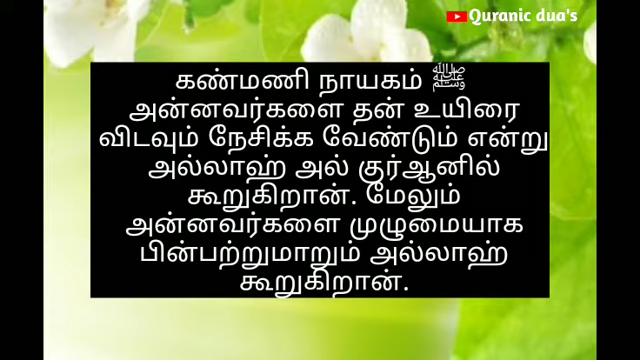 Quranic dua's
கண்மணி நாயகம் ﷺ
அன்னவர்களை தன் உயிரை
விடவும் நேசிக்க வேண்டும் என்று
அல்லாஹ் அல் குர்ஆனில்
கூறுகிறான். மேலும்
அன்னவர்களை முழுமையாக
பின்பற்றுமாறும் அல்லாஹ்
கூறுகிறான்.